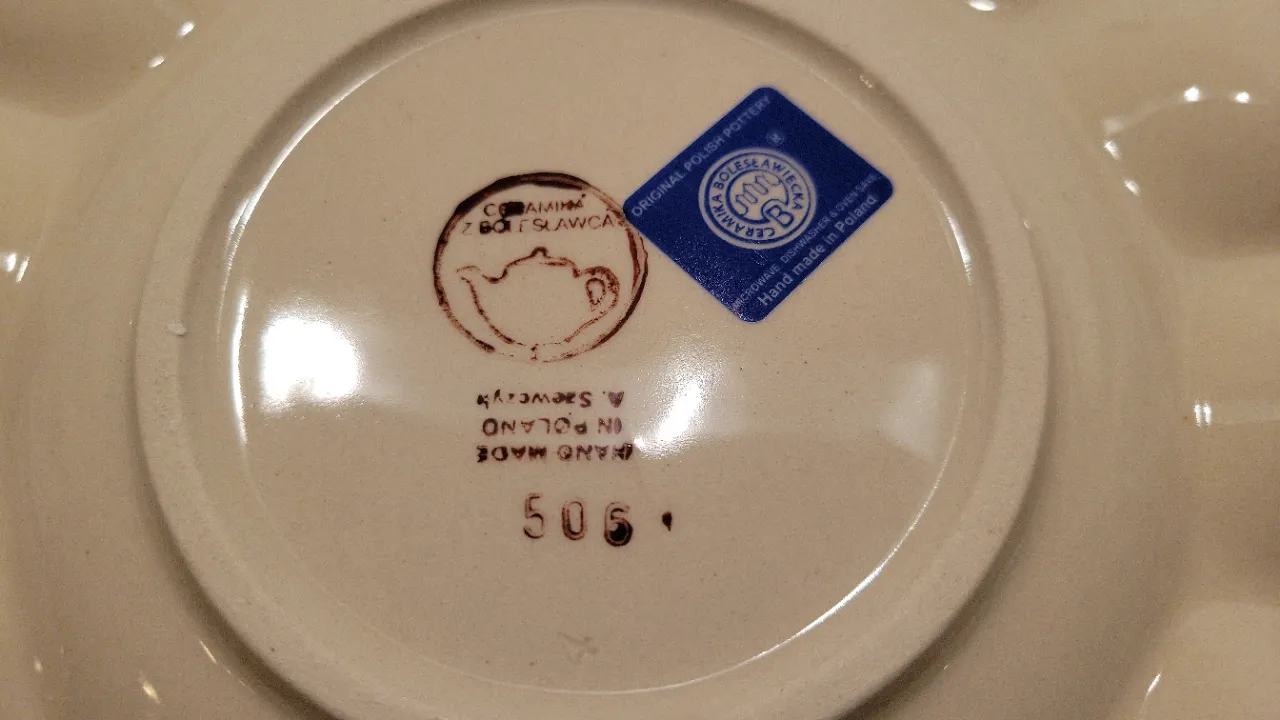 CERAMIKA
Z BOLESŁAWCA
ORIGINAL POLISH POTTERY
CERAMIKA BOLESŁAWIECKA
B
®
MICROWAVE DISHWASHER & OVEN SAVE
Hand made in Poland
HAND MADE
IN POLAND
A. Szewczyk
506